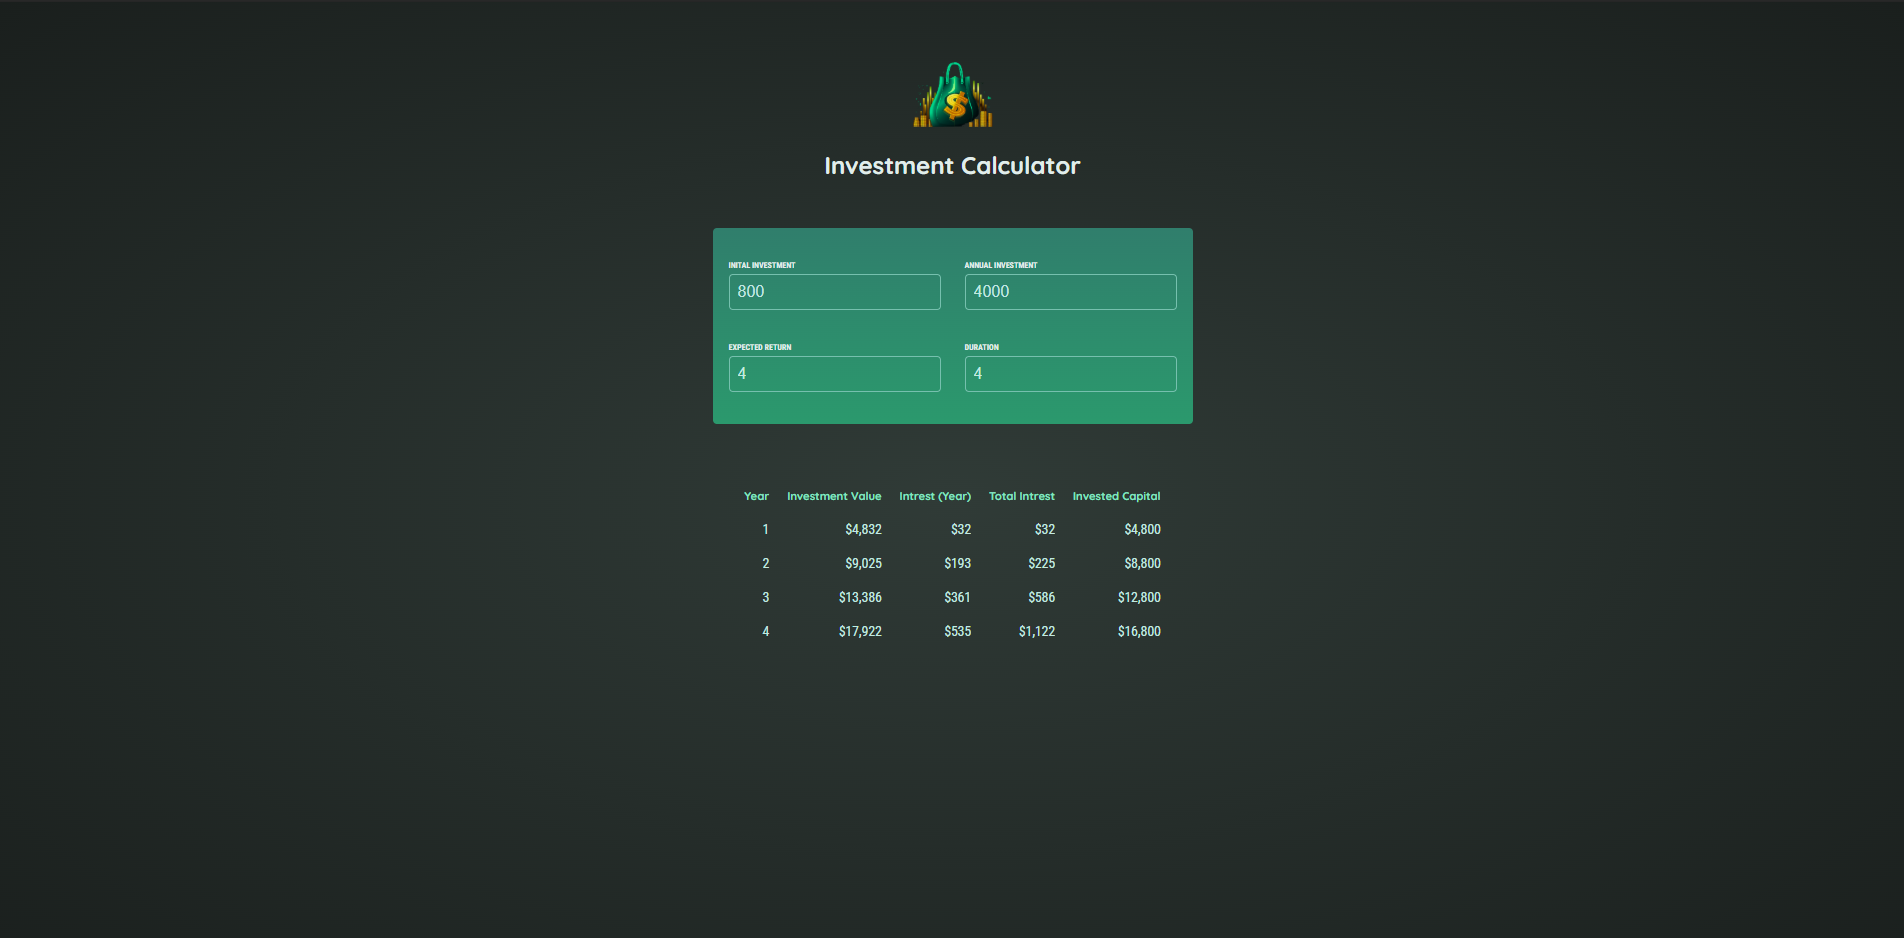 $
Investment Calculator
INITAL INVESTMENT ANNUAL INVESTMENT
800 4000
EXPECTED RETURN DURATION
4 4
Year Investment Value Intrest (Year) Total Intrest Invested Capital
1 $4,832 $32 $32 $4,800
2 $9,025 $193 $225 $8,800
3 $13,386 $361 $586 $12,800
4 $17,922 $535 $1,122 $16,800